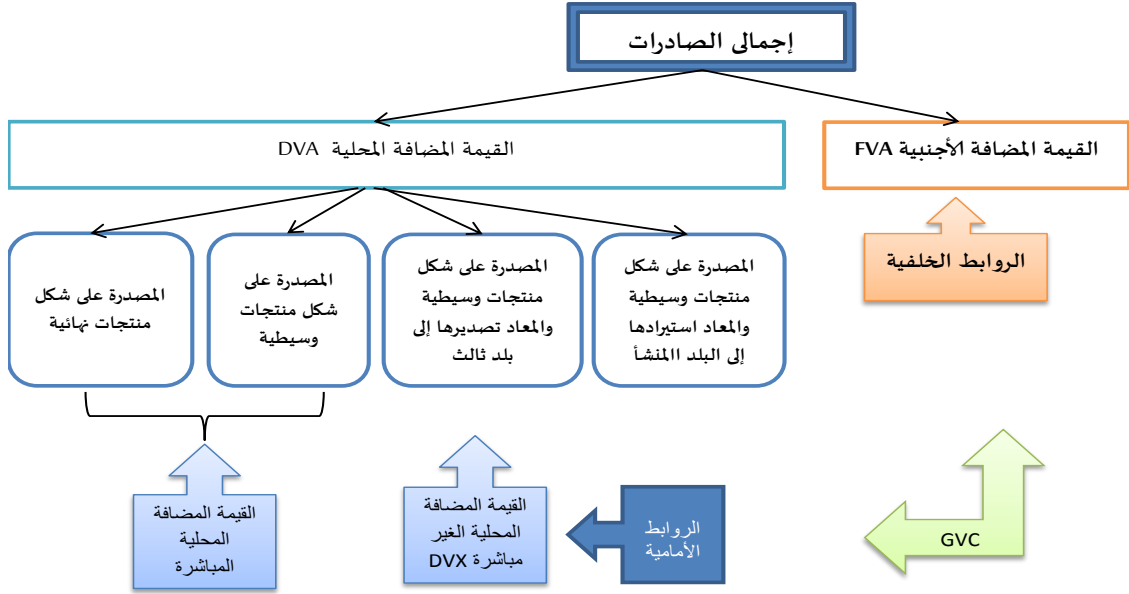 إجمالى الصادرات
القيمة المضافة الأجنبية FVA
القيمة المضافة المحلية DVA
الروابط الخلفية
المصدرة على شكل
منتجات وسيطية
والمعاد استيرادها
إلى البلد االمنشأ
المصدرة على شكل
منتجات وسيطية
والمعاد تصديرها إلى
بلد ثالث
المصدرة على
شكل منتجات
وسيطية
المصدرة على شكل
منتجات نهائية
GVC
الروابط
الأمامية
القيمة المضافة
المحلية الغير
مباشرة DVX
القيمة المضافة
المحلية
المباشرة